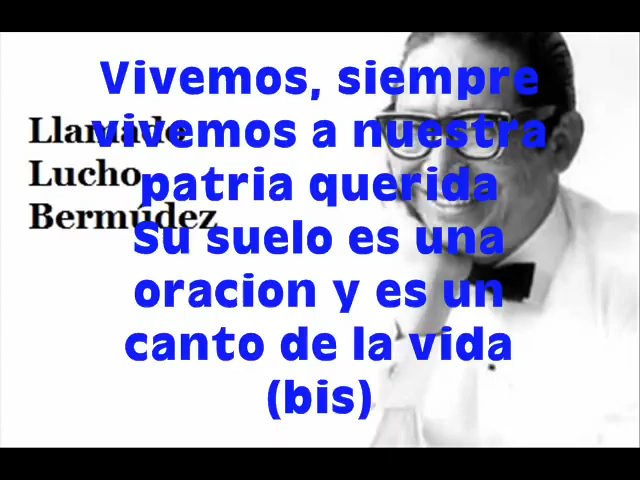 Vivemos, siempre
vivemos a nuestra
patria querida
Su suelo es una
oracion y es un
canto de la vida
(bis)
Llamado
Lucho
Bermúdez